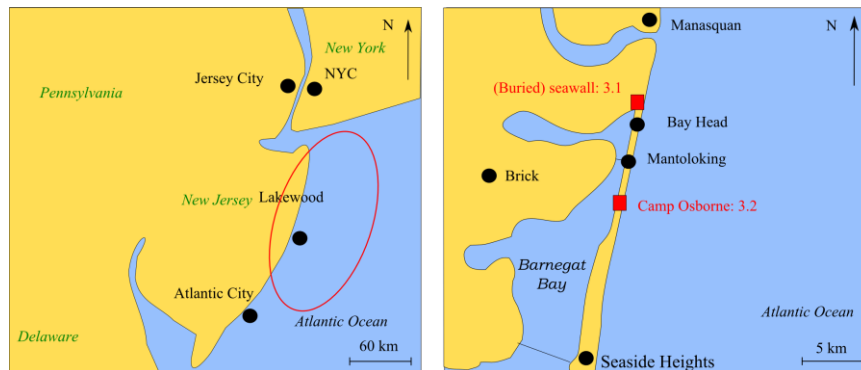 N
New York
Jersey City
NYC
Pennsylvania
New Jersey
Lakewood
Atlantic City
Atlantic Ocean
Delaware
60 km
Manasquan
N
(Buried) seawall: 3.1
Bay Head
Mantoloking
Brick
Camp Osborne: 3.2
Barnegat
Bay
Atlantic Ocean
Seaside Heights
5 km